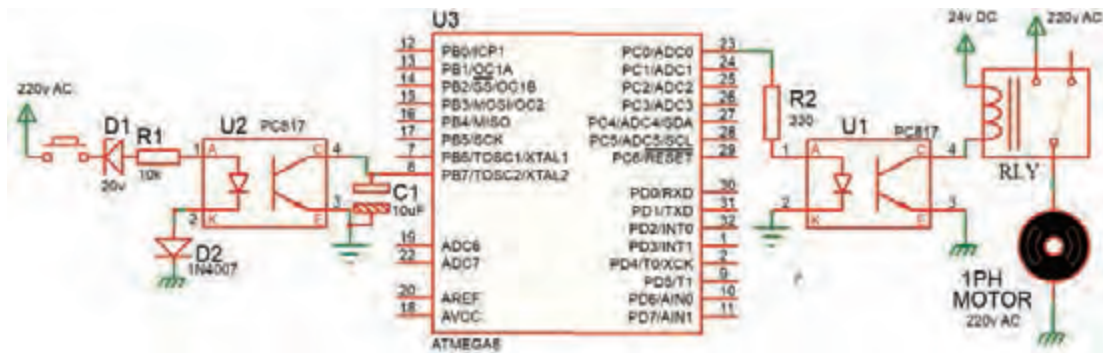 U3
24v DC
220v AC
12 PB0/ICP1
13 PB1/OC1A
14 PB2/SS/OC1B
15 PB3/MOSI/OC2
16 PB4/MISO
17 PB5/SCK
7 PB6/TOSC1/XTAL1
8 PB7/TOSC2/XTAL2
19 ADC6
22 ADC7
20 AREF
18 AVCC
PC0/ADC0 23
PC1/ADC1 24
PC2/ADC2 25
PC3/ADC3 26
PC4/ADC4/SDA 27
PC5/ADC5/SCL 28
PC6/RESET 29
PD0/RXD 30
PD1/TXD 31
PD2/INT0 32
PD3/INT1 1
PD4/T0/XCK 2
PD5/T1 9
PD6/AIN0 10
PD7/AIN1 11
ATMEGA8
220v AC
D1
20v
R1
10k
U2
PC817
1 A
C 4
2 K
E 3
C1
10uF
D2
1N4007
R2
330
U1
PC817
1 A
C 4
2 K
E 3
RLY
1PH
MOTOR
220v AC